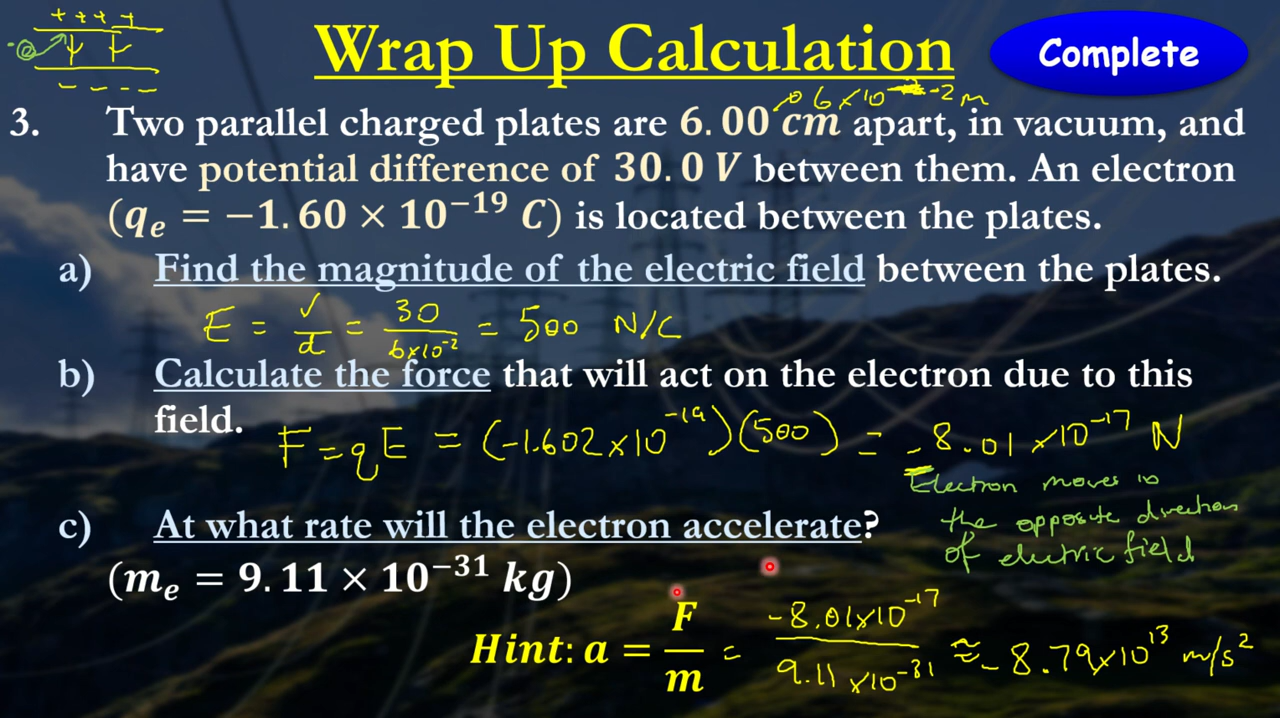 + + + +
- - - -
Wrap Up Calculation
Complete
6×10 -2 m
3. Two parallel charged plates are 6.00 cm apart, in vacuum, and
have potential difference of 30.0 V between them. An electron
(qₑ = −1.60 × 10⁻¹⁹ C) is located between the plates.
a) Find the magnitude of the electric field between the plates.
E = V/d = 30/6×10⁻² = 500 N/C
b) Calculate the force that will act on the electron due to this
field.
F = qE = (-1.602×10⁻¹⁹)(500) = -8.01×10⁻¹⁷ N
Electron moves in
the opposite direction
of electric field
c) At what rate will the electron accelerate?
(mₑ = 9.11 × 10⁻³¹ kg)
Hint: a = F/m = -8.01×10⁻¹⁷/9.11×10⁻³¹ ≈ -8.79×10¹³ m/s²